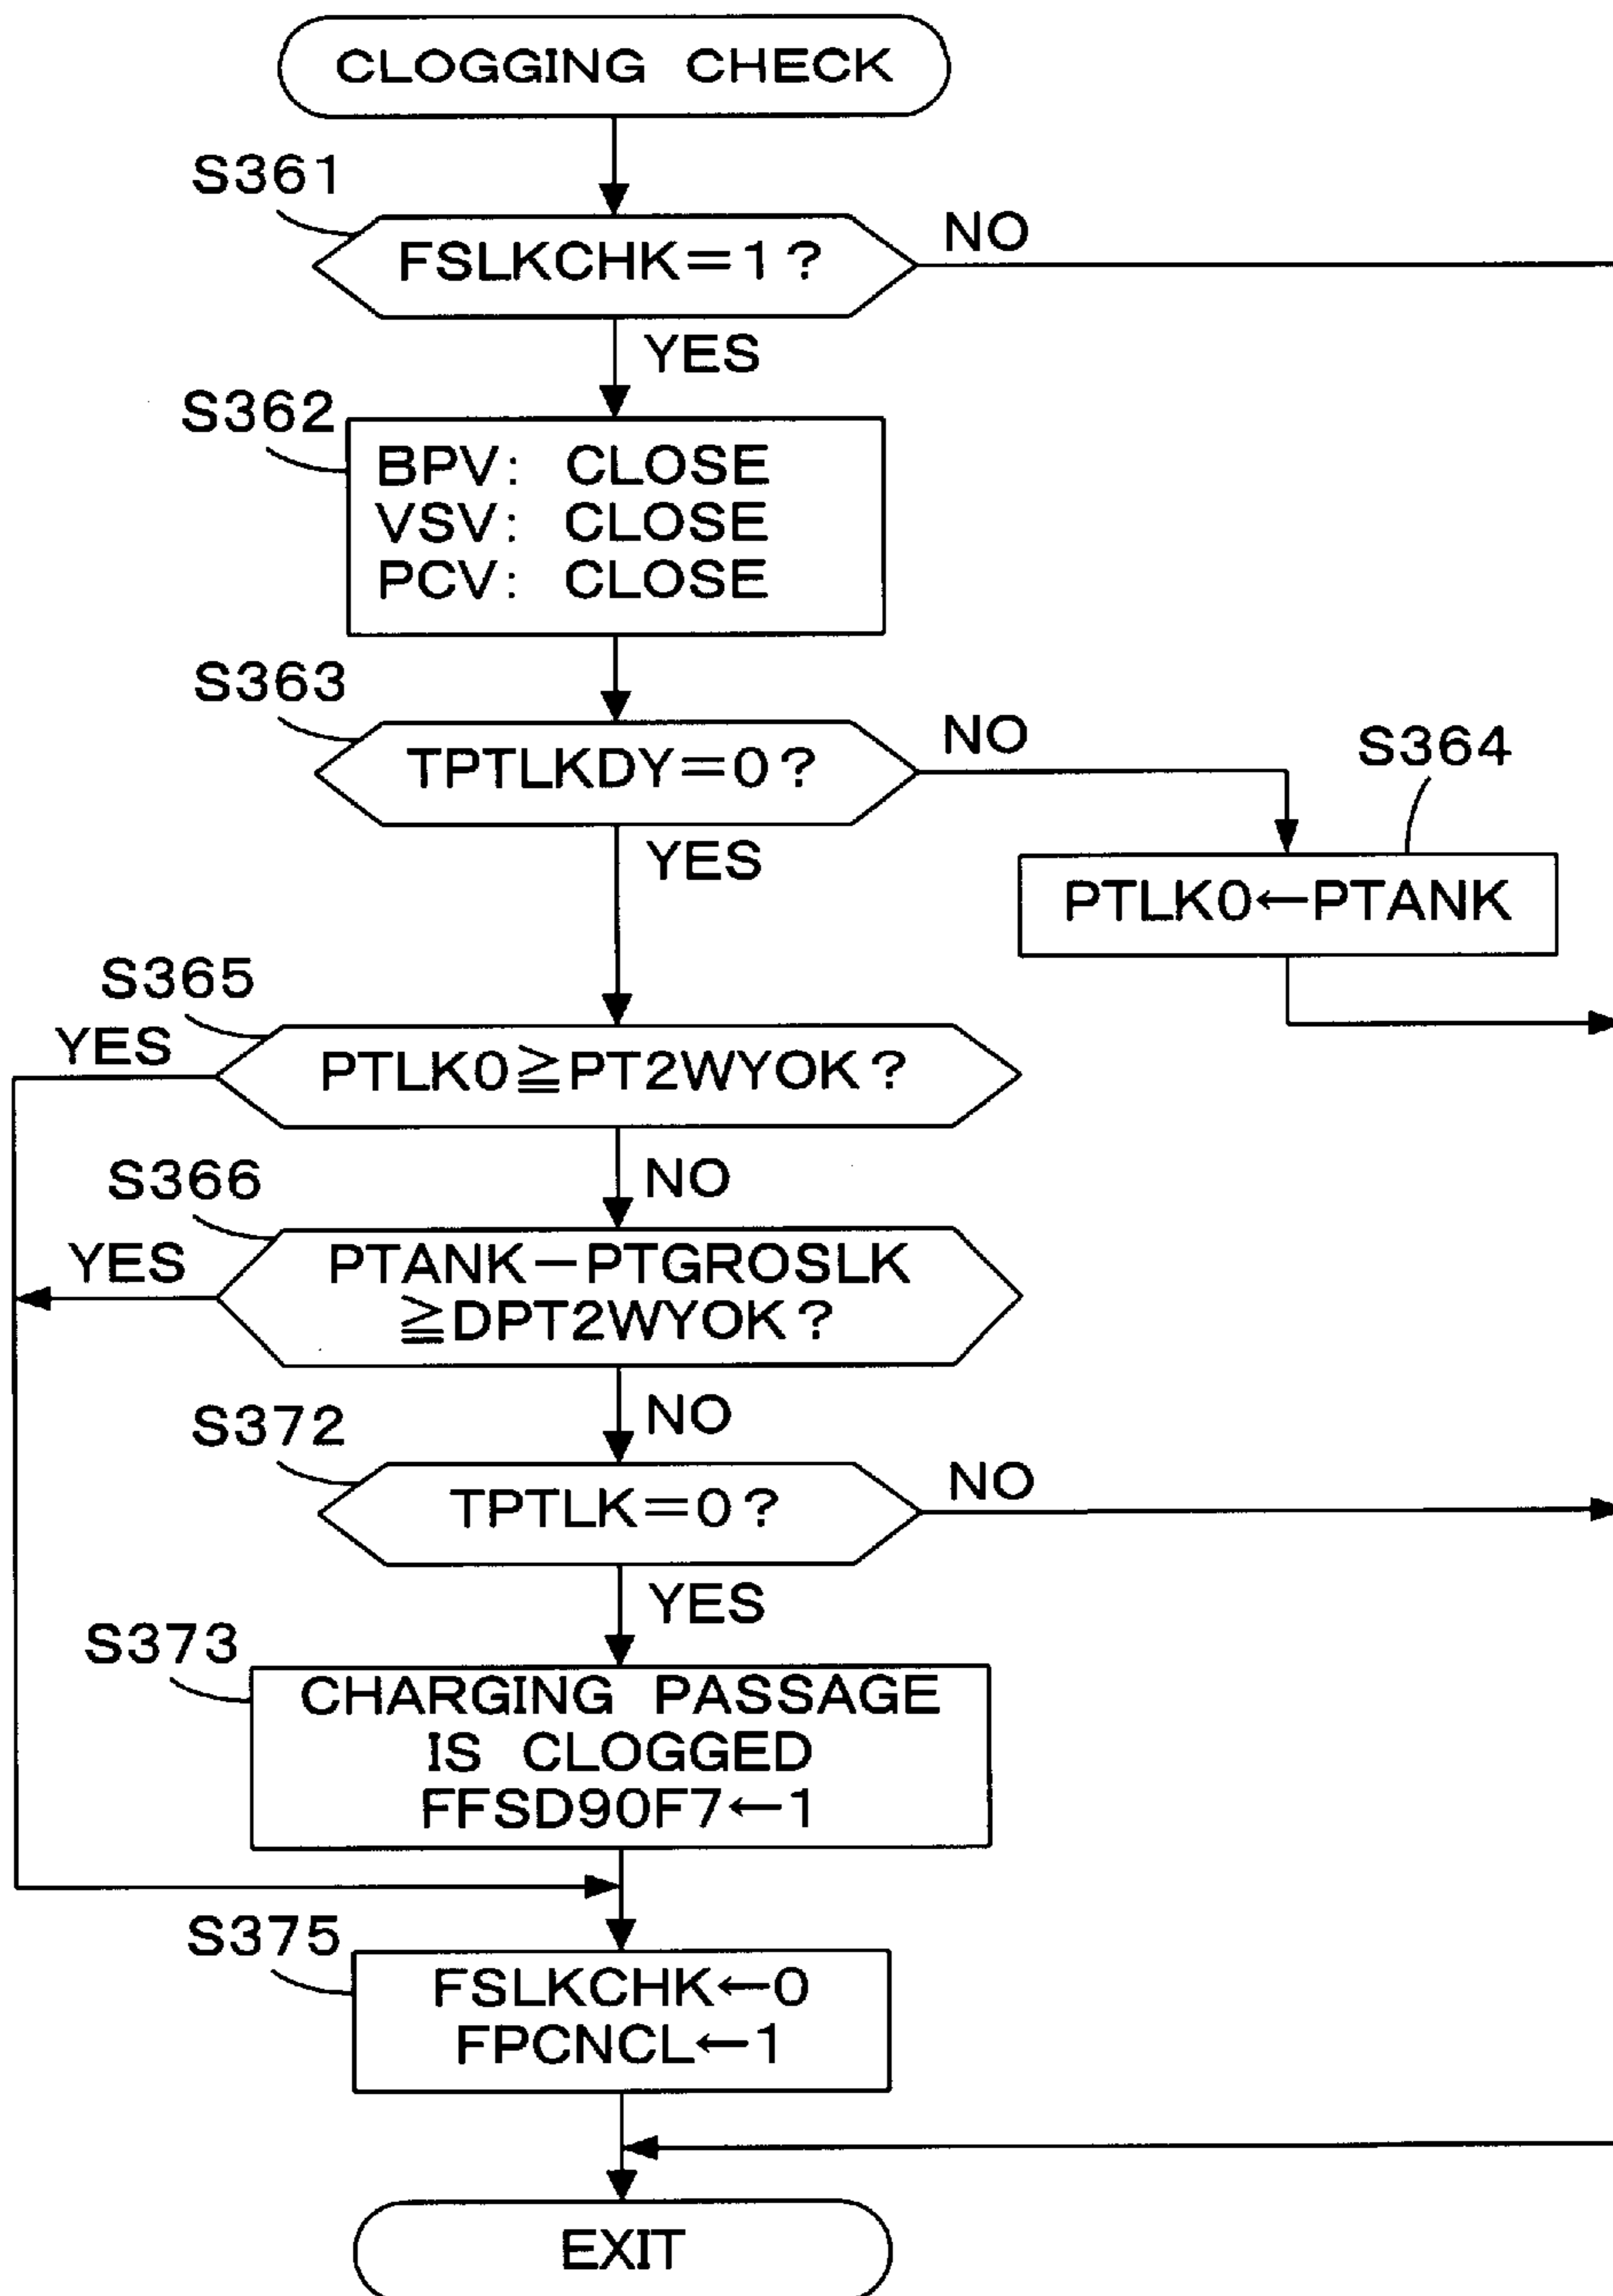 CLOGGING CHECK
S361
FSLKCHK=1?
NO
YES
S362
BPV: CLOSE
VSV: CLOSE
PCV: CLOSE
S363
TPTLKDY=0?
NO
S364
YES
PTLK0←PTANK
S365
YES
PTLK0≧PT2WYOK?
S366
NO
YES
PTANK-PTGROSLK
≧DPT2WYOK?
S372
NO
TPTLK=0?
NO
YES
S373
CHARGING PASSAGE
IS CLOGGED
FFSD90F7←1
S375
FSLKCHK←0
FPCNCL←1
EXIT